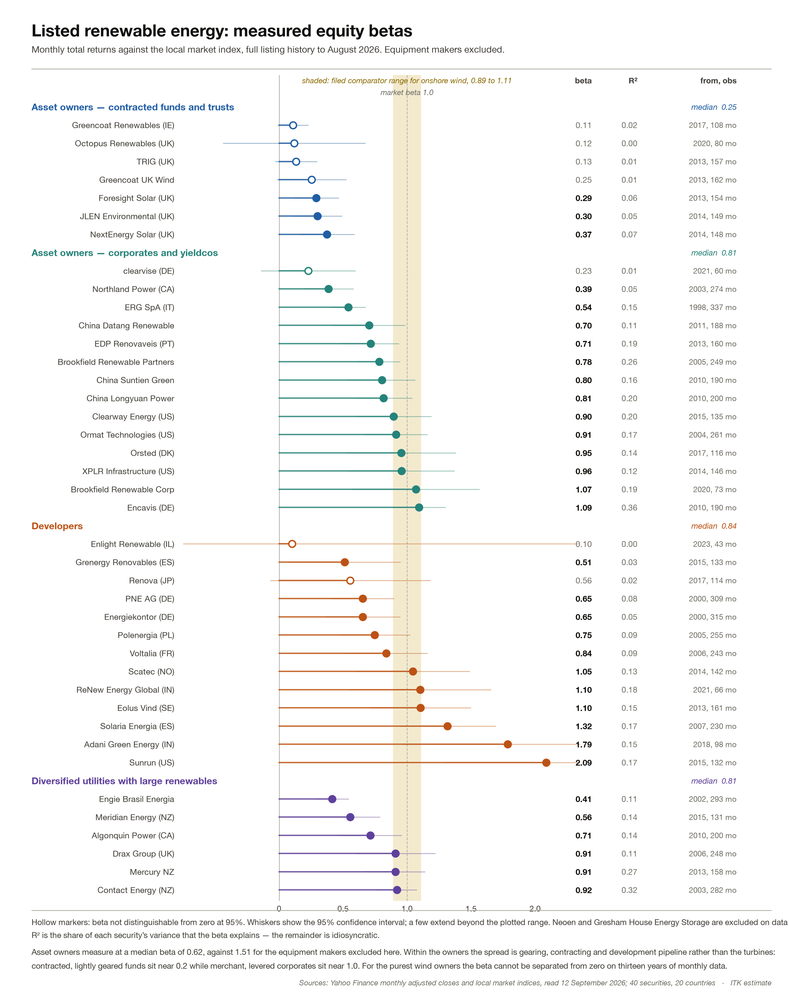 Listed renewable energy: measured equity betas
Monthly total returns against the local market index, full listing history to August 2026. Equipment makers excluded.
shaded: filed comparator range for onshore wind, 0.89 to 1.11 beta R² from, obs
market beta 1.0
Asset owners — contracted funds and trusts median 0.25
Greencoat Renewables (IE) 0.11 0.02 2017, 108 mo
Octopus Renewables (UK) 0.12 0.00 2020, 80 mo
TRIG (UK) 0.13 0.01 2013, 157 mo
Greencoat UK Wind 0.25 0.01 2013, 162 mo
Foresight Solar (UK) 0.29 0.06 2013, 154 mo
JLEN Environmental (UK) 0.30 0.05 2014, 149 mo
NextEnergy Solar (UK) 0.37 0.07 2014, 148 mo
Asset owners — corporates and yieldcos median 0.81
clearvise (DE) 0.23 0.01 2021, 60 mo
Northland Power (CA) 0.39 0.05 2003, 274 mo
ERG SpA (IT) 0.54 0.15 1998, 337 mo
China Datang Renewable 0.70 0.11 2011, 188 mo
EDP Renovaveis (PT) 0.71 0.19 2013, 160 mo
Brookfield Renewable Partners 0.78 0.26 2005, 249 mo
China Suntien Green 0.80 0.16 2010, 190 mo
China Longyuan Power 0.81 0.20 2010, 200 mo
Clearway Energy (US) 0.90 0.20 2015, 135 mo
Ormat Technologies (US) 0.91 0.17 2004, 261 mo
Orsted (DK) 0.95 0.14 2017, 116 mo
XPLR Infrastructure (US) 0.96 0.12 2014, 146 mo
Brookfield Renewable Corp 1.07 0.19 2020, 73 mo
Encavis (DE) 1.09 0.36 2010, 190 mo
Developers median 0.84
Enlight Renewable (IL) 0.10 0.00 2023, 43 mo
Grenergy Renovables (ES) 0.51 0.03 2015, 133 mo
Renova (JP) 0.56 0.02 2017, 114 mo
PNE AG (DE) 0.65 0.08 2000, 309 mo
Energiekontor (DE) 0.65 0.05 2000, 315 mo
Polenergia (PL) 0.75 0.09 2005, 255 mo
Voltalia (FR) 0.84 0.09 2006, 243 mo
Scatec (NO) 1.05 0.13 2014, 142 mo
ReNew Energy Global (IN) 1.10 0.18 2021, 66 mo
Eolus Vind (SE) 1.10 0.15 2013, 161 mo
Solaria Energia (ES) 1.32 0.17 2007, 230 mo
Adani Green Energy (IN) 1.79 0.15 2018, 98 mo
Sunrun (US) 2.09 0.17 2015, 132 mo
Diversified utilities with large renewables median 0.81
Engie Brasil Energia 0.41 0.11 2002, 293 mo
Meridian Energy (NZ) 0.56 0.14 2015, 131 mo
Algonquin Power (CA) 0.71 0.14 2010, 200 mo
Drax Group (UK) 0.91 0.11 2006, 248 mo
Mercury NZ 0.91 0.27 2013, 158 mo
Contact Energy (NZ) 0.92 0.32 2003, 282 mo
0 0.5 1.0 1.5 2.0
Hollow markers: beta not distinguishable from zero at 95%. Whiskers show the 95% confidence interval; a few extend beyond the plotted range. Neoen and Gresham House Energy Storage are excluded on data
R² is the share of each security’s variance that the beta explains — the remainder is idiosyncratic.
Asset owners measure at a median beta of 0.62, against 1.51 for the equipment makers excluded here. Within the owners the spread is gearing, contracting and development pipeline rather than the turbines:
contracted, lightly geared funds sit near 0.2 while merchant, levered corporates sit near 1.0. For the purest wind owners the beta cannot be separated from zero on thirteen years of monthly data.
Sources: Yahoo Finance monthly adjusted closes and local market indices, read 12 September 2026; 40 securities, 20 countries · ITK estimate